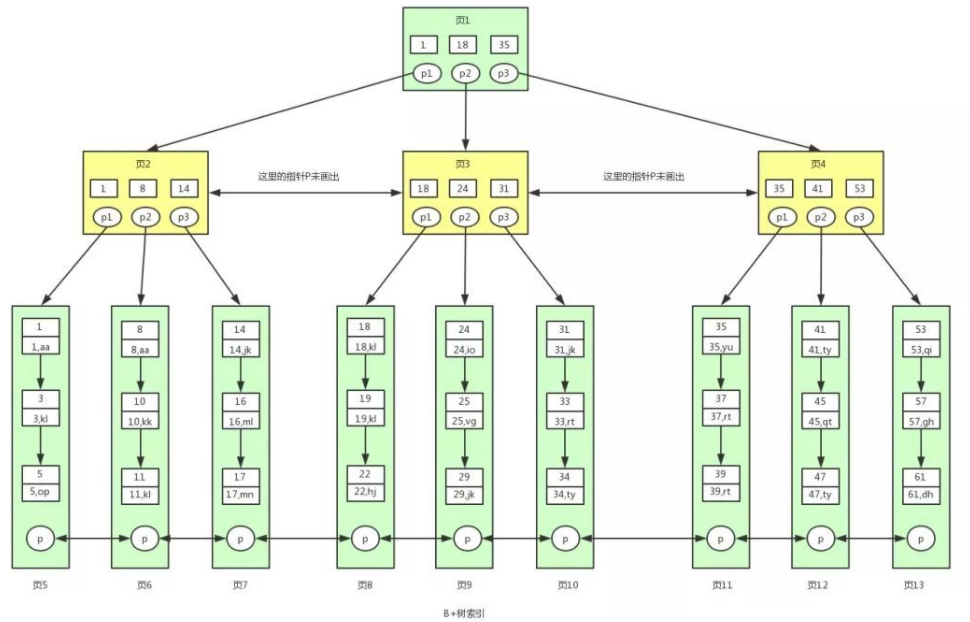 页1
1 18 35
p1 p2 p3
页2 页3 页4
这里的指针P未画出 这里的指针P未画出
1 8 14 18 24 31 35 41 53
p1 p2 p3 p1 p2 p3 p1 p2 p3
1 8 14 18 24 31 35 41 53
1,aa 8,aa 14,jk 18,kl 24,io 31,jk 35,yu 41,ty 53,qi
3 10 16 19 25 33 37 45 57
3,kl 10,kk 16,ml 19,kl 25,vg 33,rt 37,rt 45,qt 57,gh
5 11 17 22 29 34 39 47 61
5,op 11,kl 17,mn 22,hj 29,jk 34,ty 39,rt 47,ty 61,dh
p p p p p p p p p
页5 页6 页7 页8 页9 页10 页11 页12 页13
B+树索引